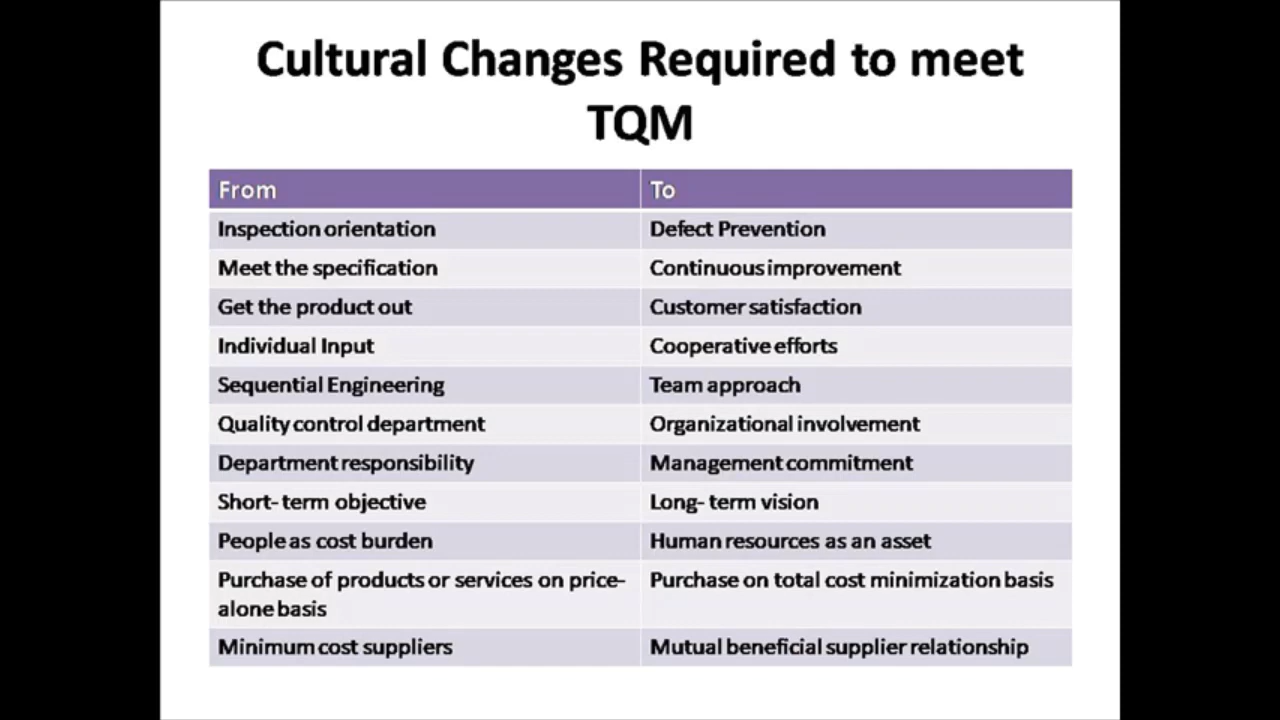 Cultural Changes Required to meet
TQM
From To
Inspection orientation Defect Prevention
Meet the specification Continuous improvement
Get the product out Customer satisfaction
Individual Input Cooperative efforts
Sequential Engineering Team approach
Quality control department Organizational involvement
Department responsibility Management commitment
Short- term objective Long- term vision
People as cost burden Human resources as an asset
Purchase of products or services on price- Purchase on total cost minimization basis
alone basis
Minimum cost suppliers Mutual beneficial supplier relationship